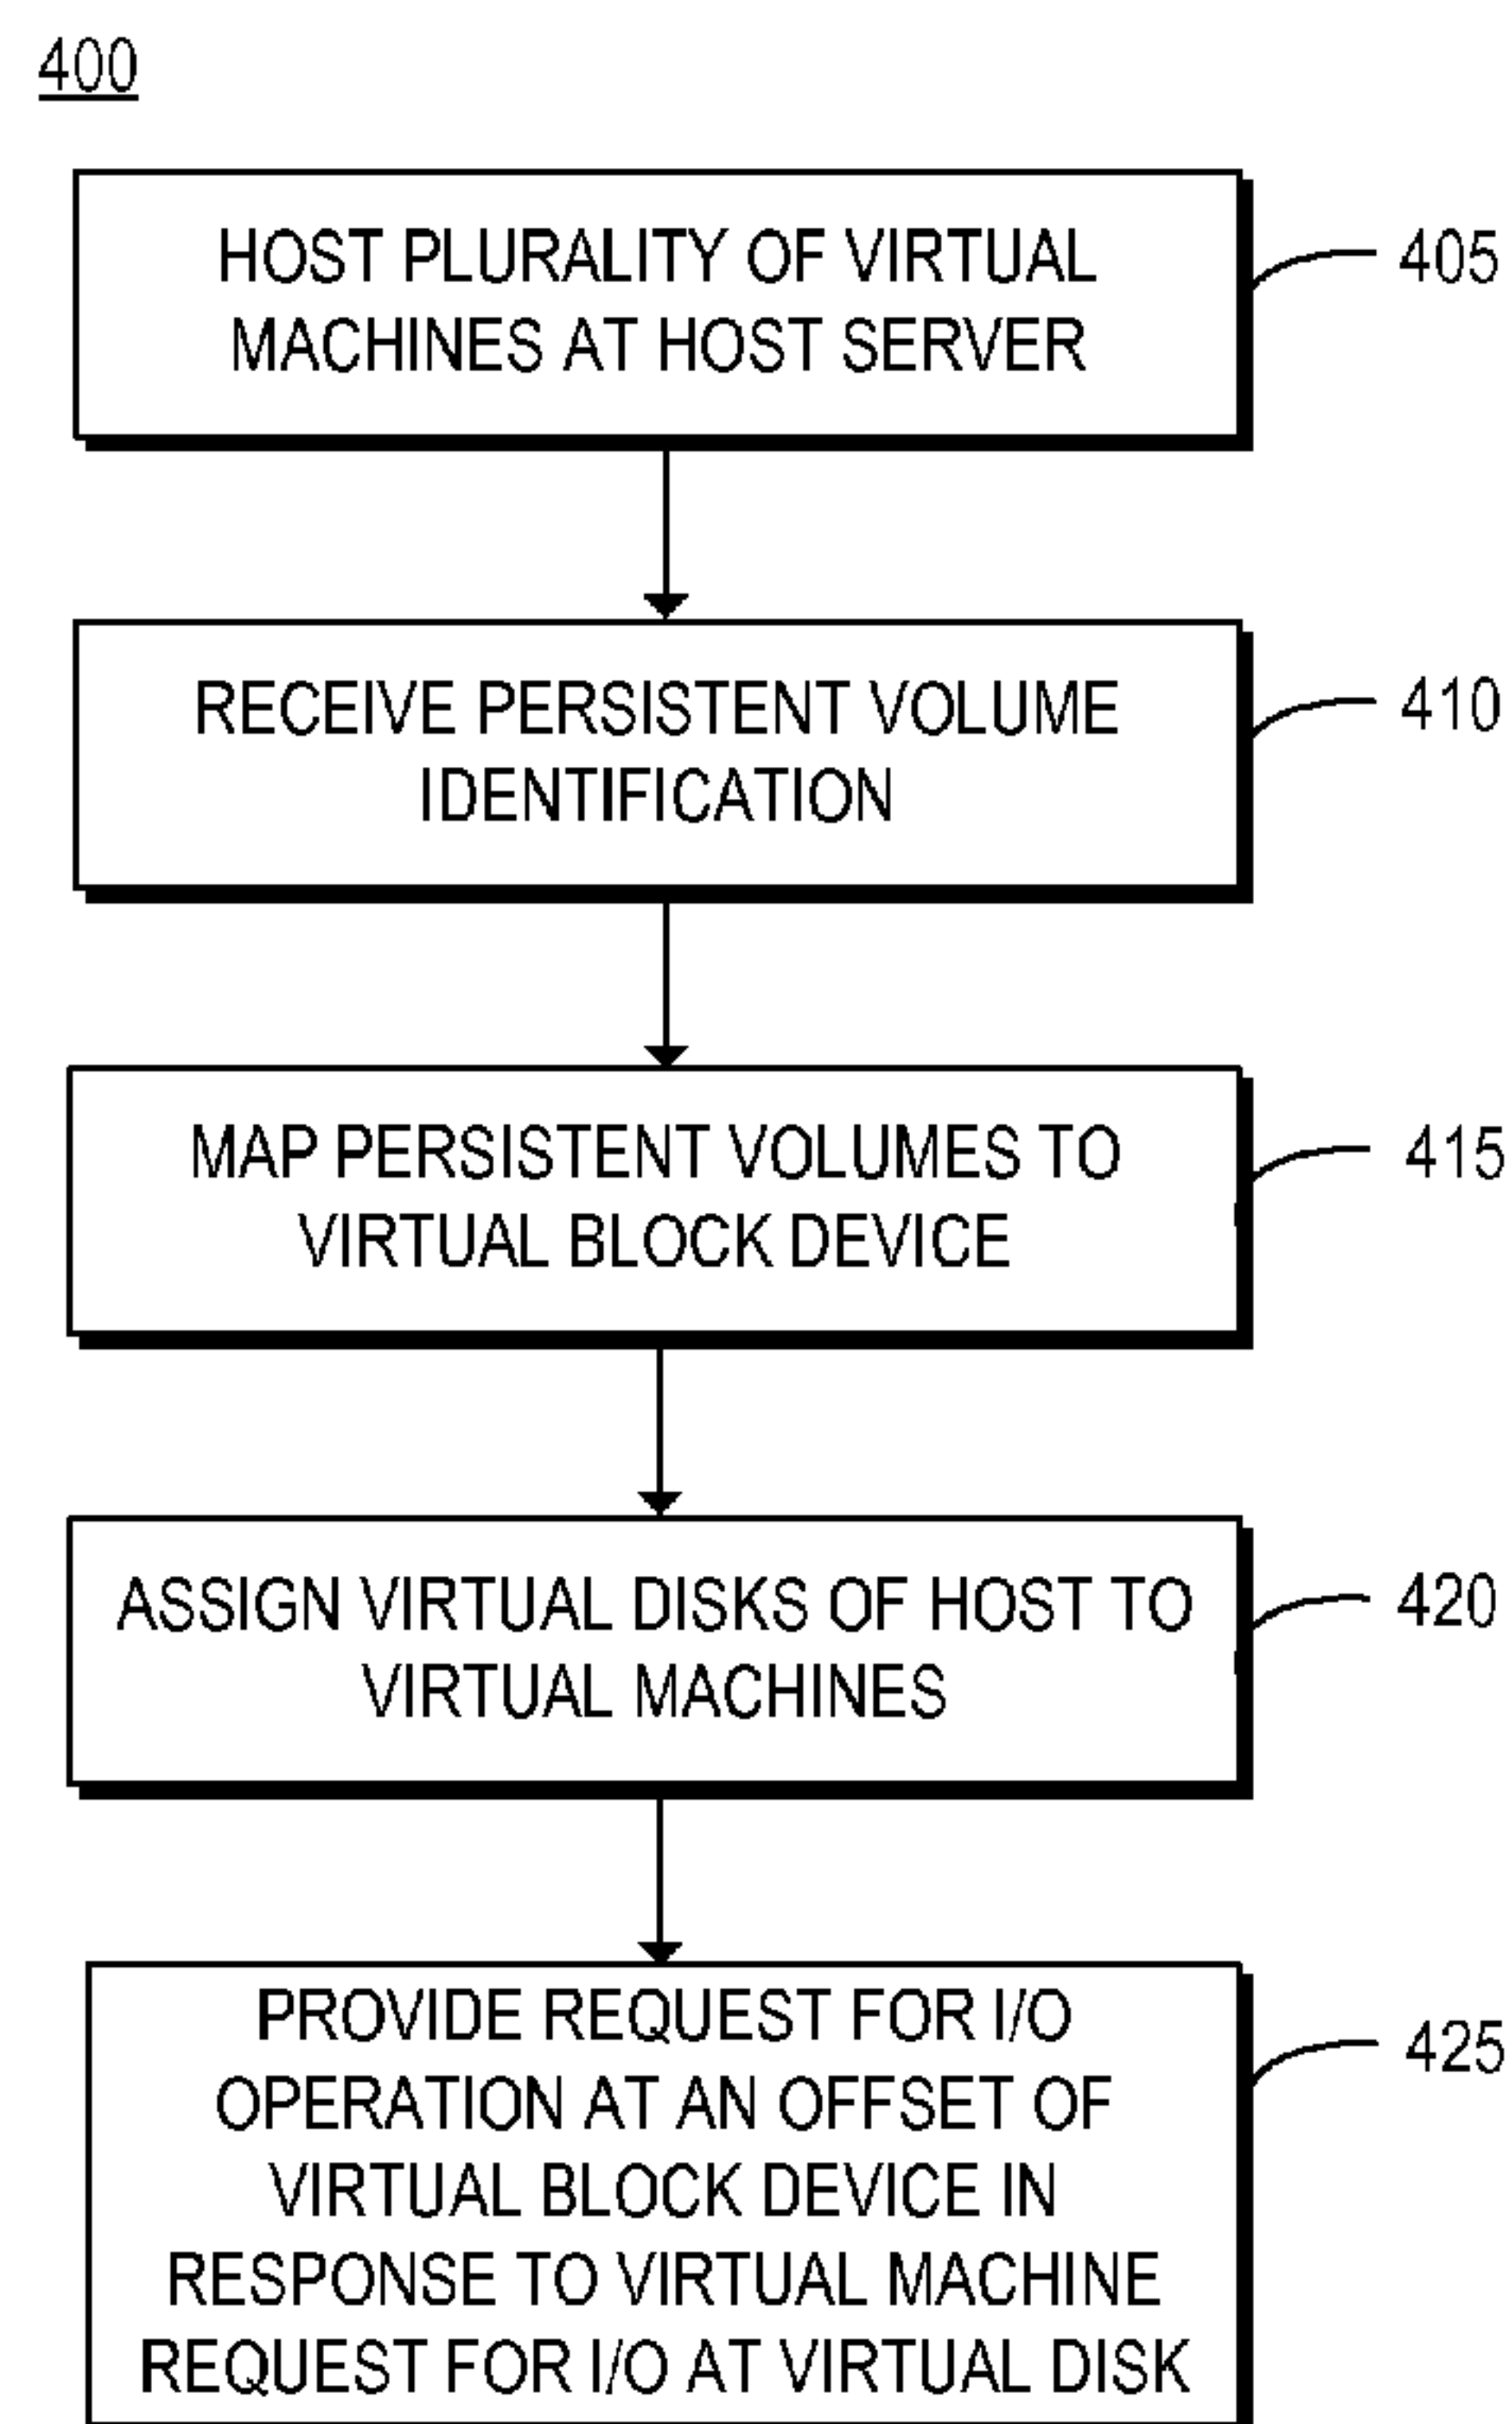 400
HOST PLURALITY OF VIRTUAL
MACHINES AT HOST SERVER
405
RECEIVE PERSISTENT VOLUME
IDENTIFICATION
410
MAP PERSISTENT VOLUMES TO
VIRTUAL BLOCK DEVICE
415
ASSIGN VIRTUAL DISKS OF HOST TO
VIRTUAL MACHINES
420
PROVIDE REQUEST FOR I/O
OPERATION AT AN OFFSET OF
VIRTUAL BLOCK DEVICE IN
RESPONSE TO VIRTUAL MACHINE
REQUEST FOR I/O AT VIRTUAL DISK
425